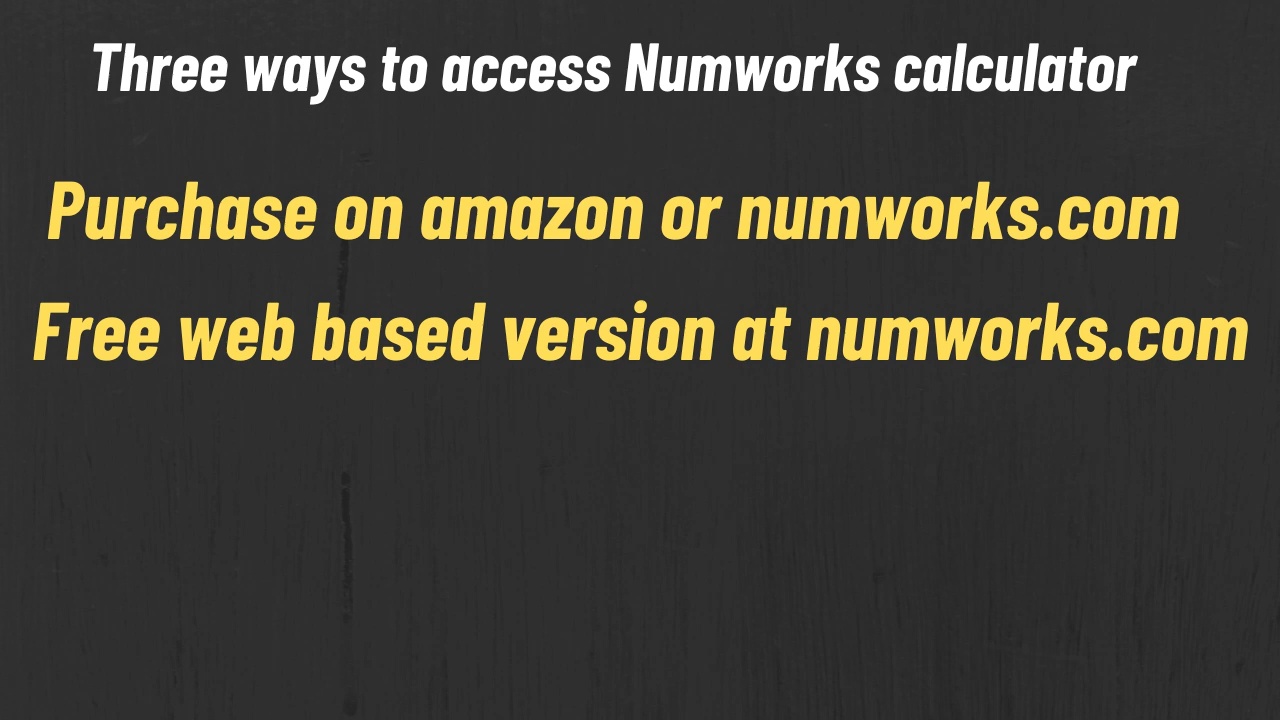 Three ways to access Numworks calculator
Purchase on amazon or numworks.com
Free web based version at numworks.com